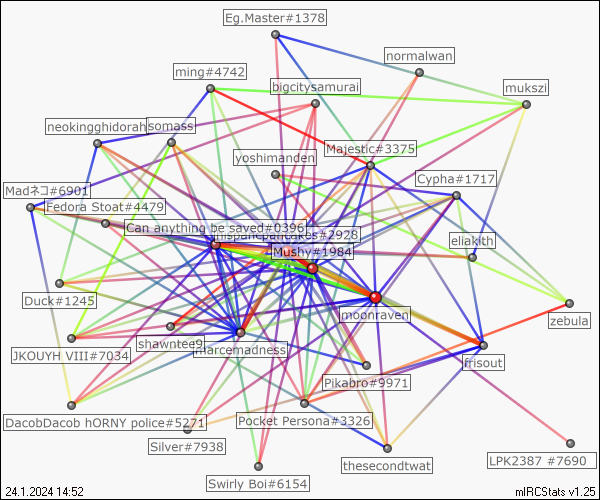 Eg.Master#1378
normalwan
ming#4742
bigcitysamurai
mukszi
neokingghidorah
somass
Majestic#3375
yoshimanden
Cypha#1717
Madネコ#6901
Fedora Stoat#4479
Can anything be saved#0396
#2928
Mushy#1984
eliakith
Duck#1245
zebula
moonraven
JKOUYH VIII#7034
shawntee9
marcemadness
frisout
Pikabro#9971
DacobDacob hORNY police#5271
Pocket Persona#3326
Silver#7938
thesecondtwat
LPK2387 #7690
Swirly Boi#6154
24.1.2024 14:52
mIRCStats v1.25